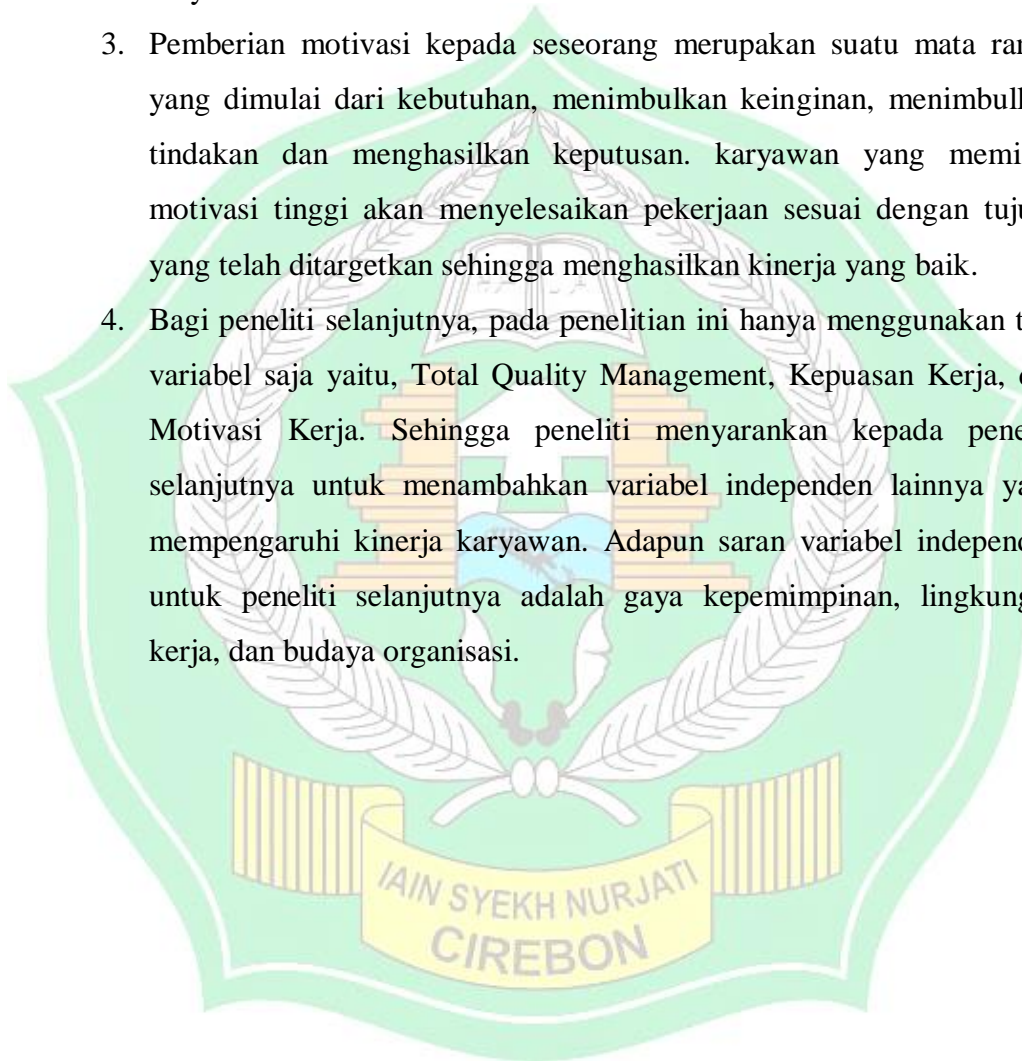 3. Pemberian motivasi kepada seseorang merupakan suatu mata
yang dimulai dari kebutuhan, menimbulkan keinginan,
tindakan dan menghasilkan keputusan. karyawan yang
motivasi tinggi akan menyelesaikan pekerjaan sesuai dengan
yang telah ditargetkan sehingga menghasilkan kinerja yang baik.
4. Bagi peneliti selanjutnya, pada penelitian ini hanya menggunakan
variabel saja yaitu, Total Quality Management, Kepuasan Kerja,
Motivasi Kerja. Sehingga peneliti menyarankan kepada
selanjutnya untuk menambahkan variabel independen lainnya
mempengaruhi kinerja karyawan. Adapun saran variabel
untuk peneliti selanjutnya adalah gaya kepemimpinan,
kerja, dan budaya organisasi.
IAIN SYEKH NURJATI
CIREBON